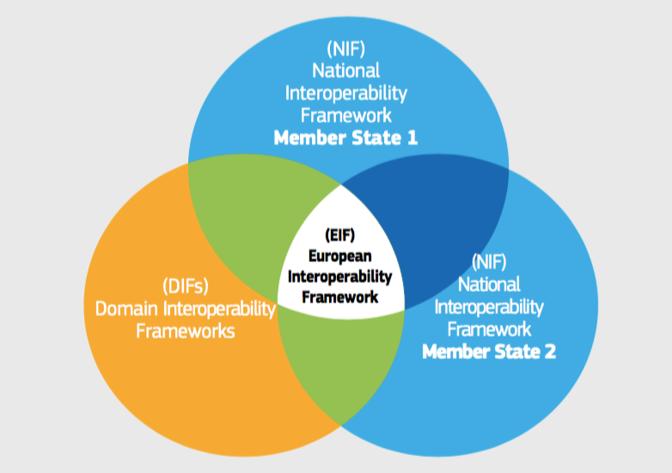 (NIF)
National
Interoperability
Framework
Member State 1
(EIF)
European
Interoperability
Framework
(DIFs)
Domain Interoperability
Frameworks
(NIF)
National
Interoperability
Framework
Member State 2